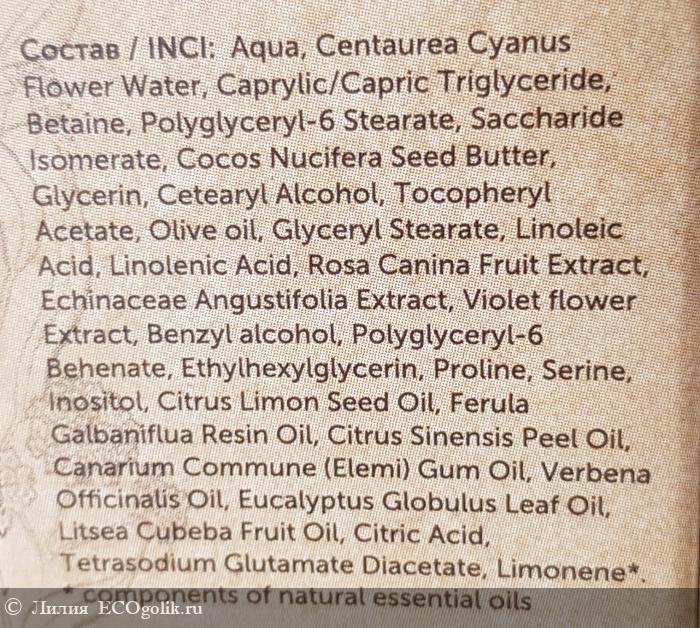 Состав / INCI: Aqua, Centaurea Cyanus
Flower Water, Caprylic/Capric Triglyceride,
Betaine, Polyglyceryl-6 Stearate, Saccharide
Isomerate, Cocos Nucifera Seed Butter,
Glycerin, Cetearyl Alcohol, Tocopheryl
Acetate, Olive oil, Glyceryl Stearate, Linoleic
Acid, Linolenic Acid, Rosa Canina Fruit Extract,
Echinaceae Angustifolia Extract, Violet flower
Extract, Benzyl alcohol, Polyglyceryl-6
Behenate, Ethylhexylglycerin, Proline, Serine,
Inositol, Citrus Limon Seed Oil, Ferula
Galbaniflua Resin Oil, Citrus Sinensis Peel Oil,
Canarium Commune (Elemi) Gum Oil, Verbena
Officinalis Oil, Eucalyptus Globulus Leaf Oil,
Litsea Cubeba Fruit Oil, Citric Acid,
Tetrasodium Glutamate Diacetate, Limonene*.
* components of natural essential oils
© Лилия ECOgolik.ru